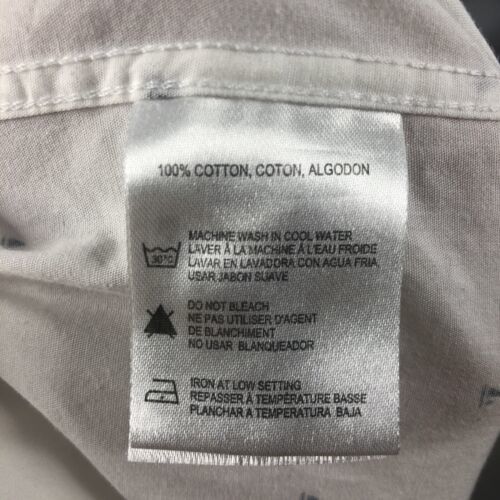 100% COTTON, COTON, ALGODON
30°C
MACHINE WASH IN COOL WATER
LAVER À LA MACHINE À L'EAU FROIDE
LAVAR EN LAVADORA CON AGUA FRIA
USAR JABON SUAVE
DO NOT BLEACH
NE PAS UTILISER D'AGENT
DE BLANCHIMENT
NO USAR BLANQUEADOR
IRON AT LOW SETTING
REPASSER À TEMPÉRATURE BASSE
PLANCHAR A TEMPERATURA BAJA